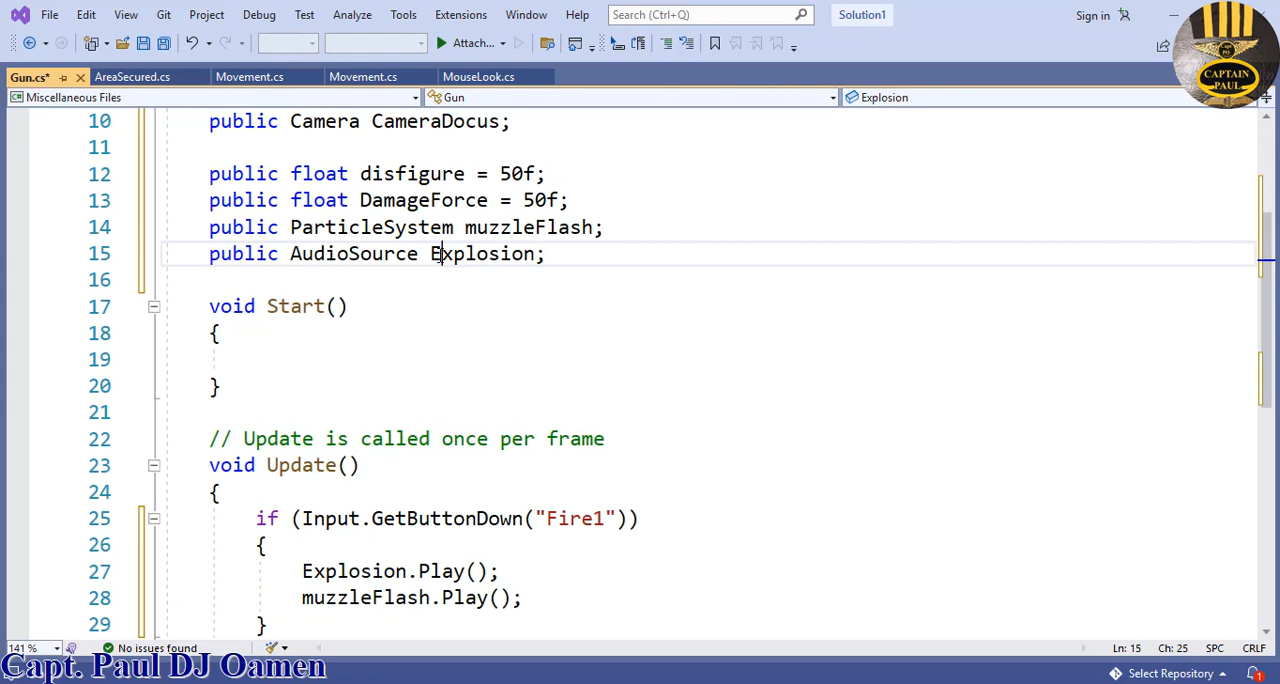 File Edit View Git Project Debug Test Analyze Tools Extensions Window Help Search (Ctrl+Q) Solution1 Sign in
Attach...
CAPTAIN PAUL
Gun.cs* AreaSecured.cs Movement.cs Movement.cs MouseLook.cs
Miscellaneous Files Gun Explosion
10 public Camera CameraDocus;
11
12 public float disfigure = 50f;
13 public float DamageForce = 50f;
14 public ParticleSystem muzzleFlash;
15 public AudioSource Explosion;
16
17 void Start()
18 {
19
20 }
21
22 // Update is called once per frame
23 void Update()
24 {
25 if (Input.GetButtonDown("Fire1"))
26 {
27 Explosion.Play();
28 muzzleFlash.Play();
29 }
141 % No issues found Ln: 15 Ch: 25 SPC CRLF
Capt. Paul DJ Oamen Select Repository 1